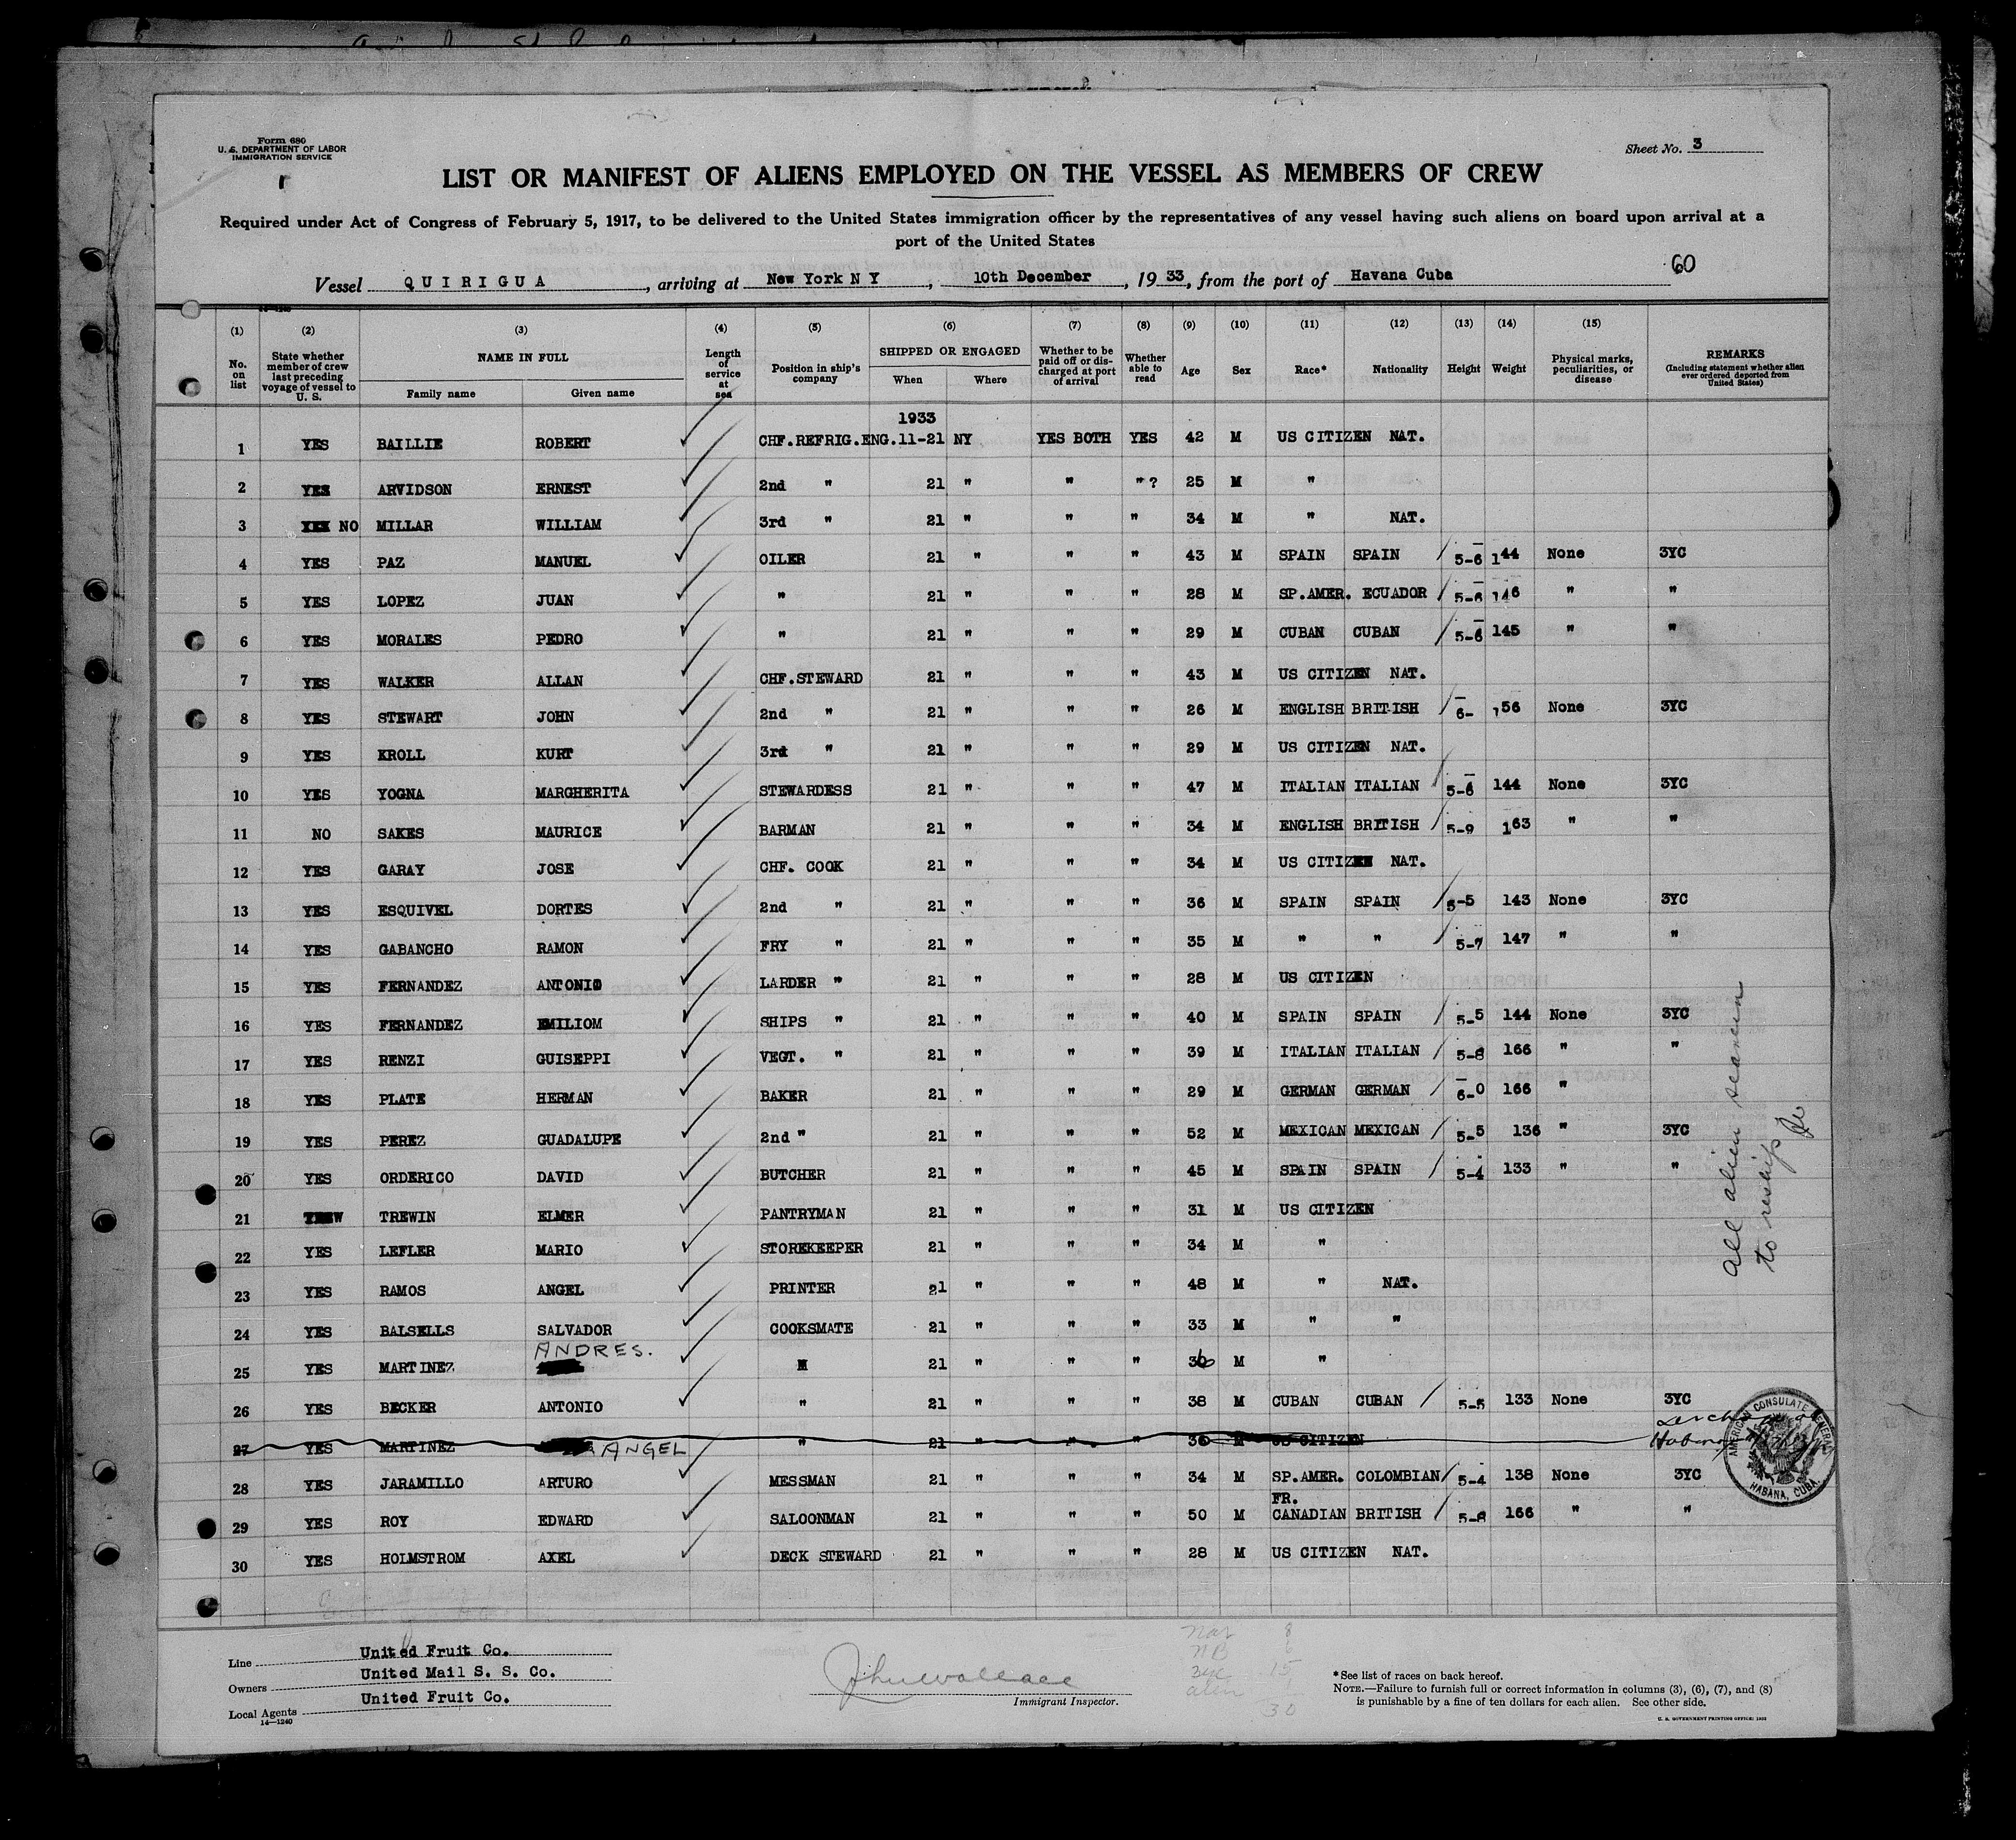 Form 680
U. S. DEPARTMENT OF LABOR
IMMIGRATION SERVICE
Sheet No. 3
LIST OR MANIFEST OF ALIENS EMPLOYED ON THE VESSEL AS MEMBERS OF CREW
Required under Act of Congress of February 5, 1917, to be delivered to the United States immigration officer by the representatives of any vessel having such aliens on board upon arrival at a
port of the United States
60
Vessel QUIRIGUA, arriving at New York N Y, 10th December, 1933, from the port of Havana Cuba
(1) No. on list (2) State whether member of crew last preceding voyage of vessel to U. S. (3) NAME IN FULL Family name Given name (4) Length of service at sea (5) Position in ship's company (6) SHIPPED OR ENGAGED When Where (7) Whether to be paid off or discharged at port of arrival (8) Whether able to read (9) Age (10) Sex (11) Race* (12) Nationality (13) Height (14) Weight (15) Physical marks, peculiarities, or disease REMARKS (Including statement whether alien ever ordered deported from United States)
1933
1 YES BAILLIE ROBERT CHF.REFRIG.ENG. 11-21 NY YES BOTH YES 42 M US CITIZEN NAT.
2 YES ARVIDSON ERNEST 2nd " 21 " " "? 25 M "
3 YES NO MILLAR WILLIAM 3rd " 21 " " " 34 M " NAT.
4 YES PAZ MANUEL OILER 21 " " " 43 M SPAIN SPAIN 5-6 144 None 3YC
5 YES LOPEZ JUAN " 21 " " " 28 M SP.AMER. ECUADOR 5-6 146 " "
6 YES MORALES PEDRO " 21 " " " 29 M CUBAN CUBAN 5-6 145 " "
7 YES WALKER ALLAN CHF.STEWARD 21 " " " 43 M US CITIZEN NAT.
8 YES STEWART JOHN 2nd " 21 " " " 26 M ENGLISH BRITISH 6- 156 None 3YC
9 YES KROLL KURT 3rd " 21 " " " 29 M US CITIZEN NAT.
10 YES YOGNA MARGHERITA STEWARDESS 21 " " " 47 M ITALIAN ITALIAN 5-6 144 None 3YC
11 NO SAKES MAURICE BARMAN 21 " " " 34 M ENGLISH BRITISH 5-9 163 " "
12 YES GARAY JOSE CHF. COOK 21 " " " 34 M US CITIZEN NAT.
13 YES ESQUIVEL DORTES 2nd " 21 " " " 36 M SPAIN SPAIN 5-5 143 None 3YC
14 YES GABANCHO RAMON FRY " 21 " " " 35 M " " 5-7 147 " "
15 YES FERNANDEZ ANTONIO LARDER " 21 " " " 28 M US CITIZEN
16 YES FERNANDEZ EMILIOM SHIPS " 21 " " " 40 M SPAIN SPAIN 5-5 144 None 3YC
17 YES RENZI GUISEPPI VEGT. " 21 " " " 39 M ITALIAN ITALIAN 5-8 166 " "
18 YES PLATE HERMAN BAKER 21 " " " 29 M GERMAN GERMAN 6-0 166 "
19 YES PEREZ GUADALUPE 2nd " 21 " " " 52 M MEXICAN MEXICAN 5-5 136 " 3YC
20 YES ORDERICO DAVID BUTCHER 21 " " " 45 M SPAIN SPAIN 5-4 133 " "
21 TREWIN ELMER PANTRYMAN 21 " " " 31 M US CITIZEN
22 YES LEFLER MARIO STOREKEEPER 21 " " " 34 M "
23 YES RAMOS ANGEL PRINTER 21 " " " 48 M " NAT.
24 YES BALSELLS SALVADOR COOKSMATE 21 " " " 33 M " "
25 YES MARTINEZ ANDRES. 21 " " " 36 M "
26 YES BECKER ANTONIO " 21 " " " 38 M CUBAN CUBAN 5-5 133 None 3YC
27 YES MARTINEZ ANGEL " 21 " " " 36 M US CITIZEN
28 YES JARAMILLO ARTURO MESSMAN 21 " " " 34 M SP.AMER. COLOMBIAN 5-4 138 None 3YC
29 YES ROY EDWARD SALOONMAN 21 " " " 50 M FR. CANADIAN BRITISH 5-8 166 " "
30 YES HOLMSTROM AXEL DECK STEWARD 21 " " " 28 M US CITIZEN NAT.
All alien seamen
to reship
AMERICAN CONSULATE GENERAL
HABANA, CUBA.
Line United Fruit Co.
Owners United Mail S. S. Co.
Local Agents United Fruit Co.
14—1240
John Wallace
Immigrant Inspector.
Nat 8
NB 6
3yc 15
alien
30
*See list of races on back hereof.
NOTE.—Failure to furnish full or correct information in columns (3), (6), (7), and (8)
is punishable by a fine of ten dollars for each alien. See other side.
U. S. GOVERNMENT PRINTING OFFICE: 1932